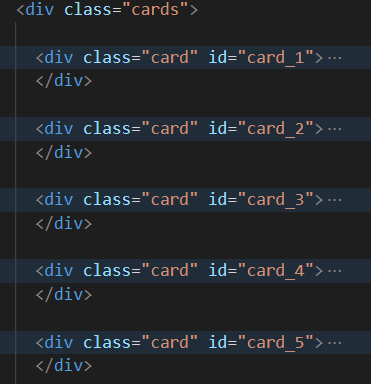 <div class="cards">
<div class="card" id="card_1">···
</div>
<div class="card" id="card_2">···
</div>
<div class="card" id="card_3">···
</div>
<div class="card" id="card_4">···
</div>
<div class="card" id="card_5">···
</div>